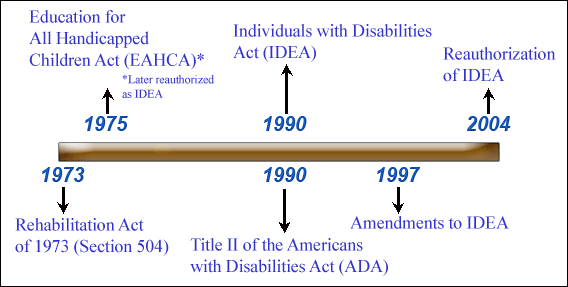 Education for
All Handicapped
Children Act (EAHCA)*
*Later reauthorized
as IDEA
1975
Individuals with Disabilities
Act (IDEA)
1990
Reauthorization
of IDEA
2004
1973
Rehabilitation Act
of 1973 (Section 504)
1990
Title II of the Americans
with Disabilities Act (ADA)
1997
Amendments to IDEA